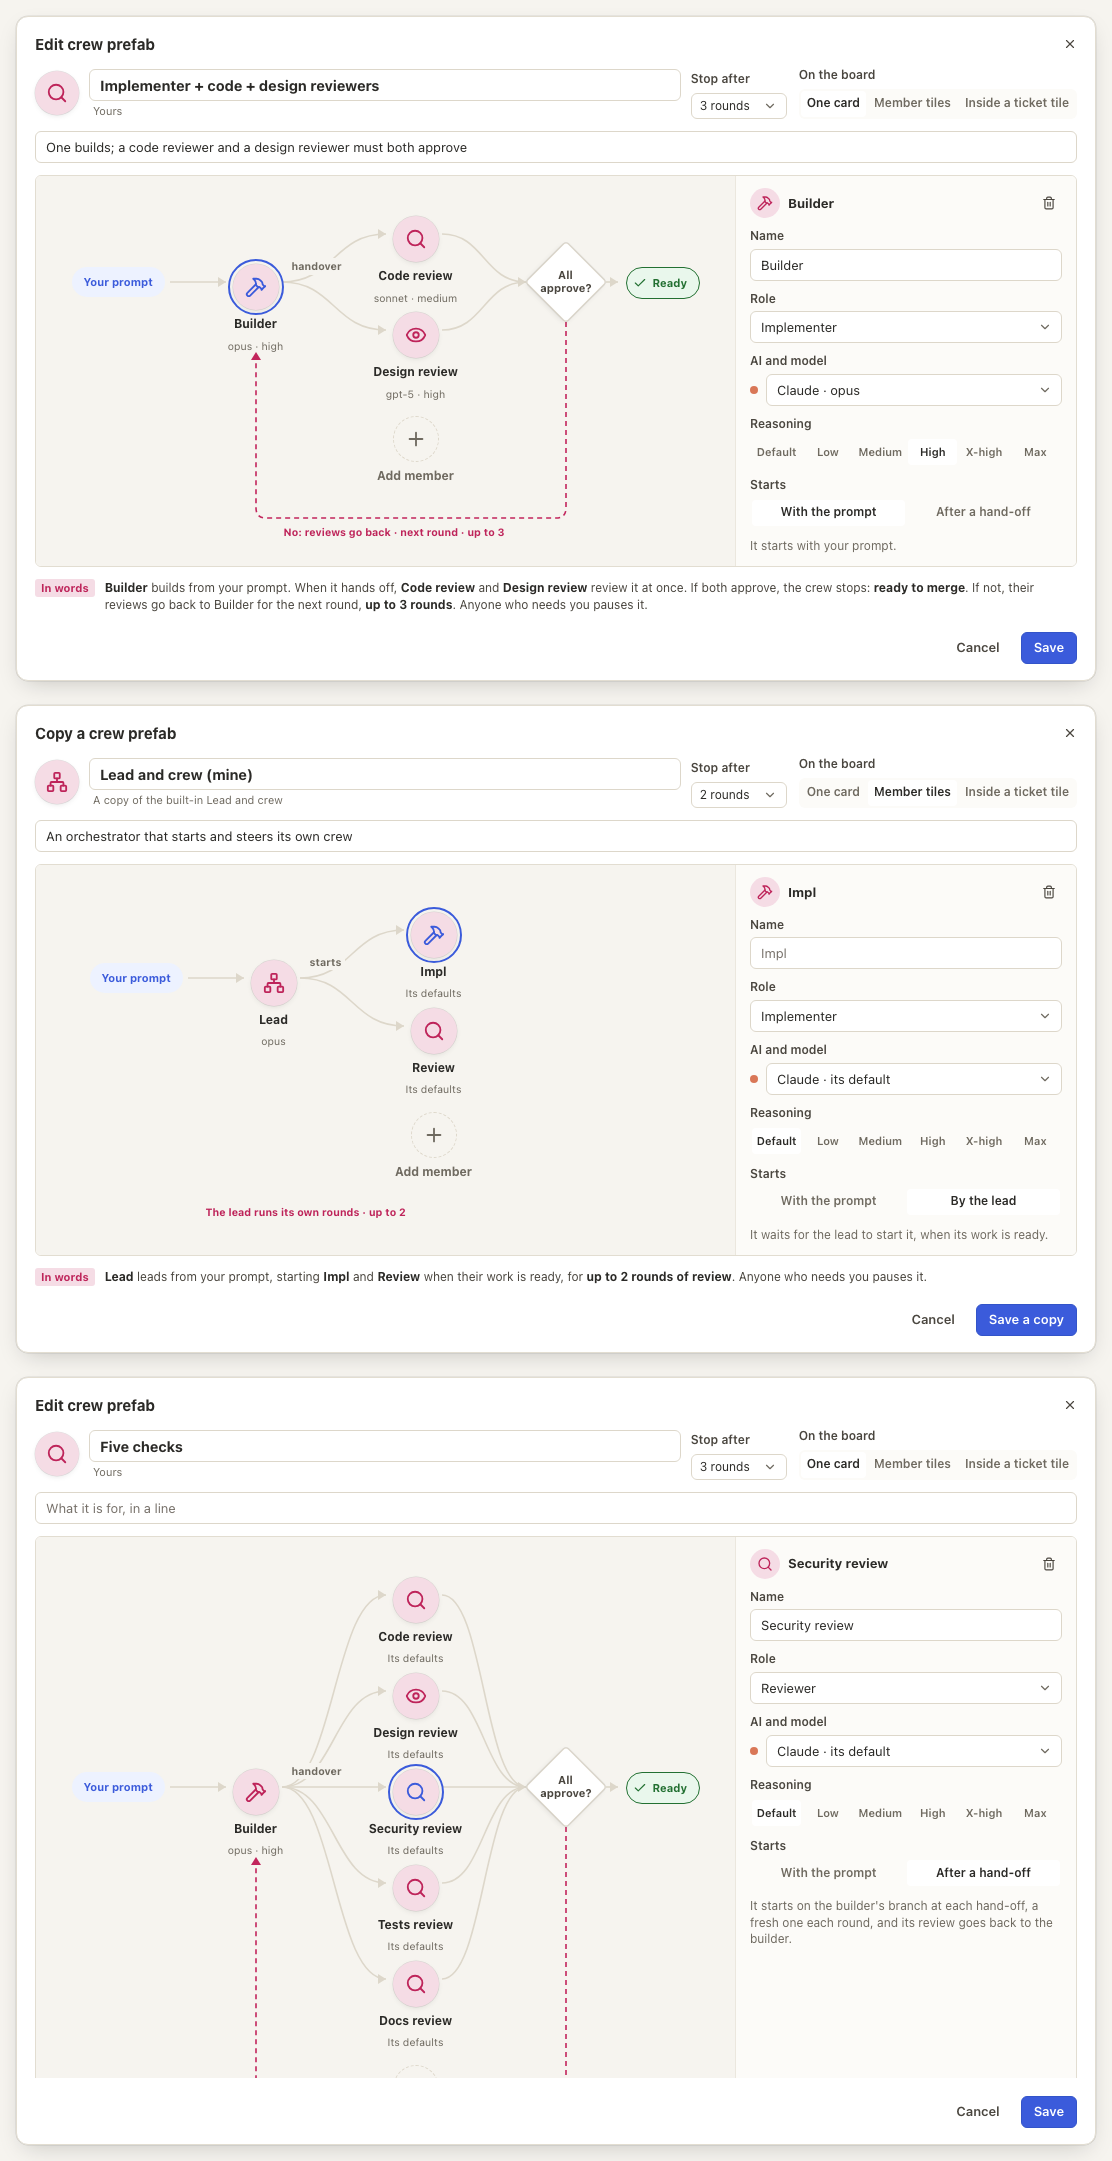 Edit crew prefab
Implementer + code + design reviewers
Yours
Stop after
3 rounds
On the board
One card Member tiles Inside a ticket tile
One builds; a code reviewer and a design reviewer must both approve
Your prompt
Builder
opus · high
handover
Code review
sonnet · medium
Design review
gpt-5 · high
Add member
All
approve?
Ready
No: reviews go back · next round · up to 3
Builder
Name
Builder
Role
Implementer
AI and model
Claude · opus
Reasoning
Default Low Medium High X-high Max
Starts
With the prompt After a hand-off
It starts with your prompt.
In words
Builder builds from your prompt. When it hands off, Code review and Design review review it at once. If both approve, the crew stops: ready to merge. If not, their
reviews go back to Builder for the next round, up to 3 rounds. Anyone who needs you pauses it.
Cancel Save
Copy a crew prefab
Lead and crew (mine)
A copy of the built-in Lead and crew
Stop after
2 rounds
On the board
One card Member tiles Inside a ticket tile
An orchestrator that starts and steers its own crew
Your prompt
Lead
opus
starts
Impl
Its defaults
Review
Its defaults
Add member
The lead runs its own rounds · up to 2
Impl
Name
Impl
Role
Implementer
AI and model
Claude · its default
Reasoning
Default Low Medium High X-high Max
Starts
With the prompt By the lead
It waits for the lead to start it, when its work is ready.
In words
Lead leads from your prompt, starting Impl and Review when their work is ready, for up to 2 rounds of review. Anyone who needs you pauses it.
Cancel Save a copy
Edit crew prefab
Five checks
Yours
Stop after
3 rounds
On the board
One card Member tiles Inside a ticket tile
What it is for, in a line
Your prompt
Builder
opus · high
handover
Code review
Its defaults
Design review
Its defaults
Security review
Its defaults
Tests review
Its defaults
Docs review
Its defaults
All
approve?
Ready
Security review
Name
Security review
Role
Reviewer
AI and model
Claude · its default
Reasoning
Default Low Medium High X-high Max
Starts
With the prompt After a hand-off
It starts on the builder's branch at each hand-off, a
fresh one each round, and its review goes back to the
builder.
Cancel Save